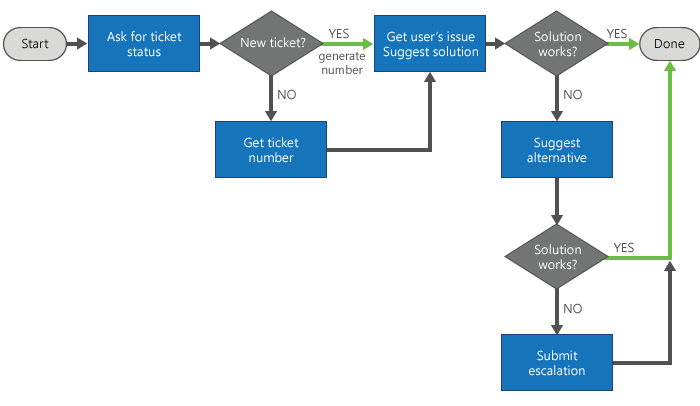 Start
Ask for ticket
status
New ticket?
YES
generate
number
NO
Get ticket
number
Get user's issue
Suggest solution
Solution
works?
YES
Done
NO
Suggest
alternative
Solution
works?
YES
NO
Submit
escalation